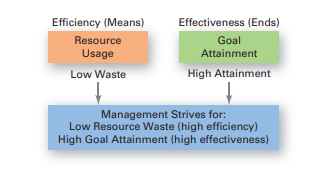 Efficiency (Means)
Effectiveness (Ends)
Resource
Usage
Goal
Attainment
Low Waste
High Attainment
Management Strives for:
Low Resource Waste (high efficiency)
High Goal Attainment (high effectiveness)